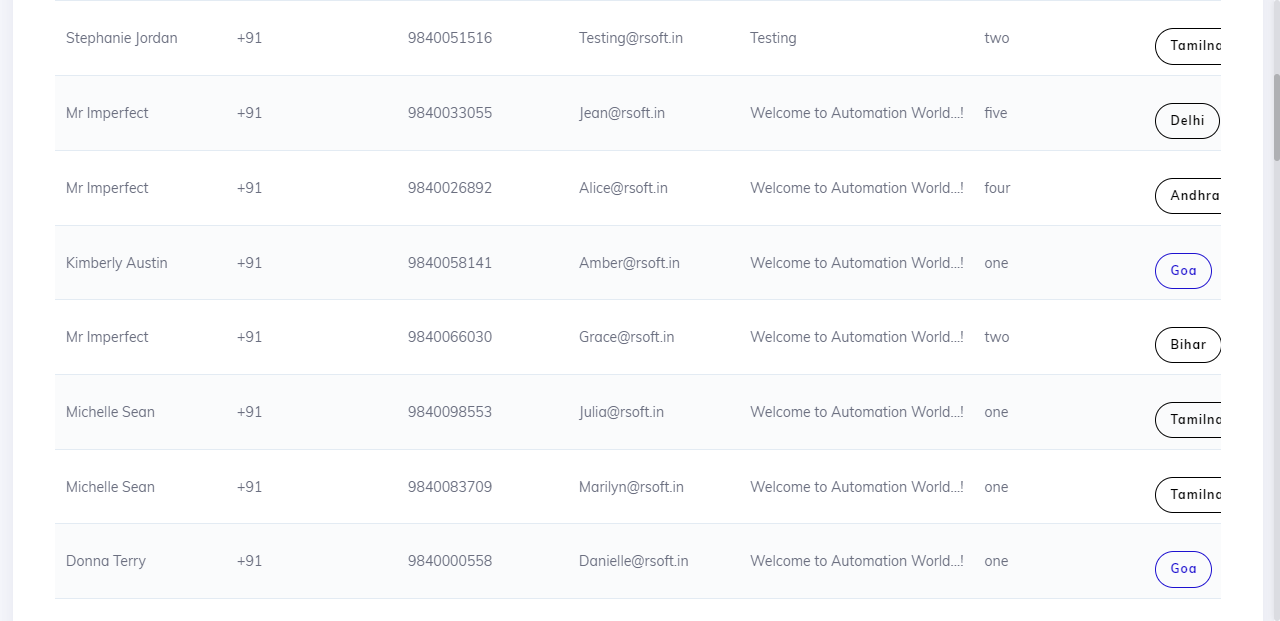 Stephanie Jordan +91 9840051516 Testing@rsoft.in Testing two Tamilna
Mr Imperfect +91 9840033055 Jean@rsoft.in Welcome to Automation World...! five Delhi
Mr Imperfect +91 9840026892 Alice@rsoft.in Welcome to Automation World...! four Andhra
Kimberly Austin +91 9840058141 Amber@rsoft.in Welcome to Automation World...! one Goa
Mr Imperfect +91 9840066030 Grace@rsoft.in Welcome to Automation World...! two Bihar
Michelle Sean +91 9840098553 Julia@rsoft.in Welcome to Automation World...! one Tamilna
Michelle Sean +91 9840083709 Marilyn@rsoft.in Welcome to Automation World...! one Tamilna
Donna Terry +91 9840000558 Danielle@rsoft.in Welcome to Automation World...! one Goa